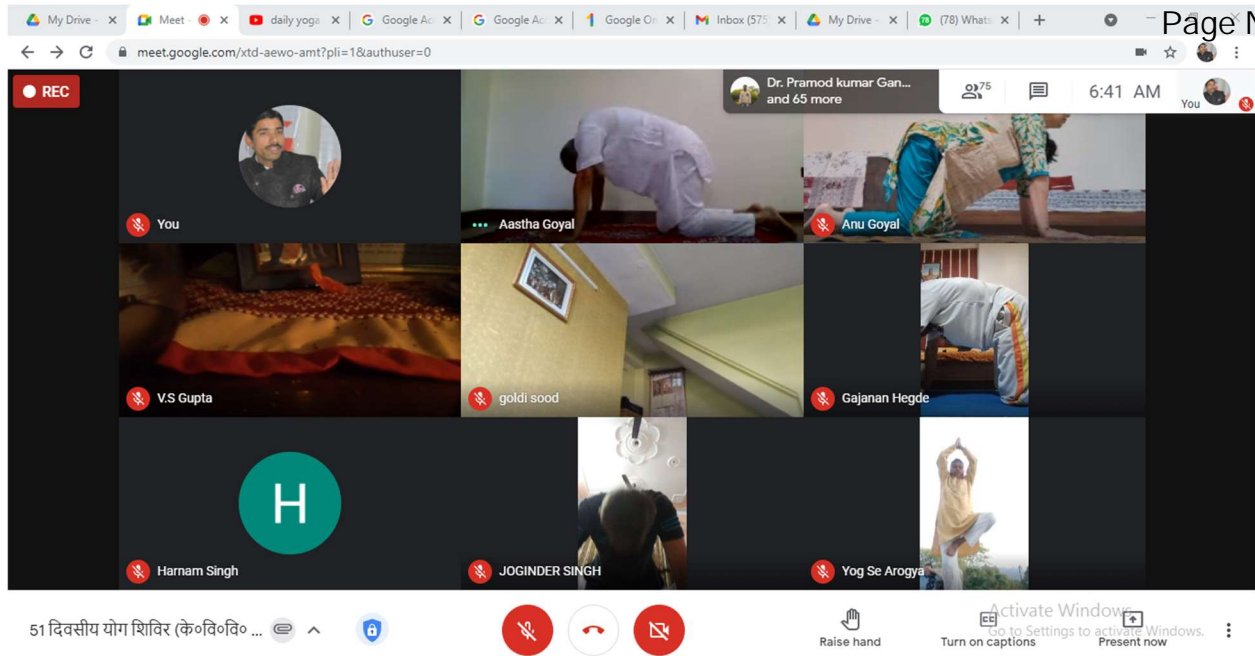 Page N
My Drive -
Meet -
daily yoga
Google Ac
Google Ac
Google On
Inbox (575
My Drive -
(78) Whats
meet.google.com/xtd-aewo-amt?pli=1&authuser=0
REC
Dr. Pramod kumar Gan...
and 65 more
75
6:41 AM
You
You
Aastha Goyal
Anu Goyal
V.S Gupta
goldi sood
Gajanan Hegde
H
Harnam Singh
JOGINDER SINGH
Yog Se Arogya
51 दिवसीय योग शिविर (के०वि०वि० ...
Raise hand
Turn on captions
Present now
Activate Windows
Go to Settings to activate Windows.